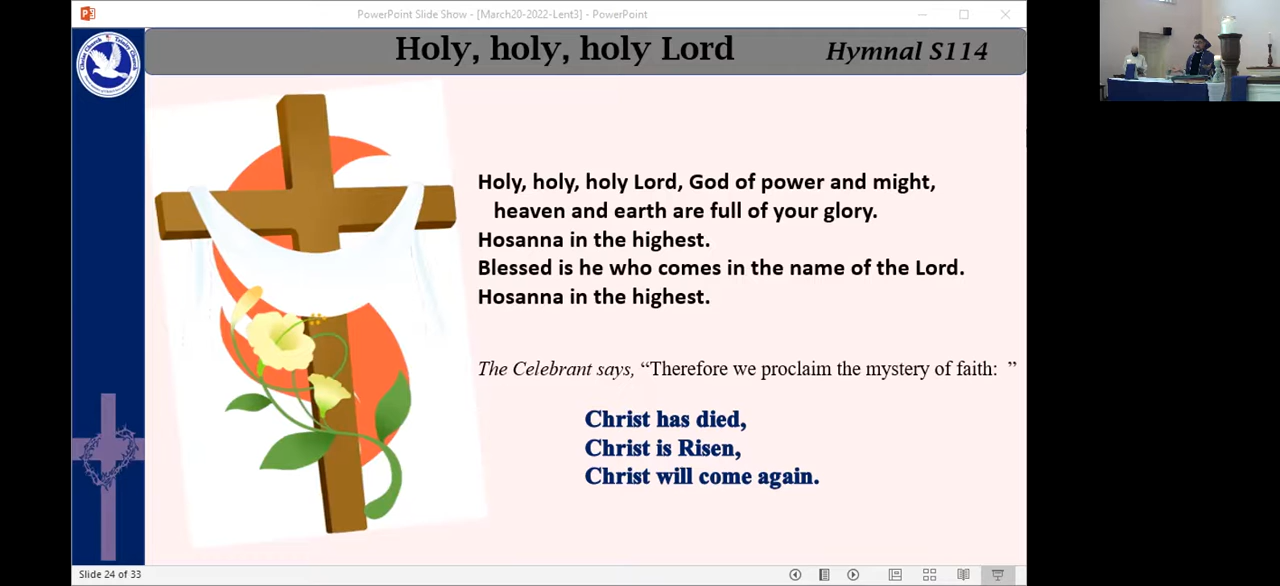 PowerPoint Slide Show - [March20-2022-Lent3] - PowerPoint
Holy, holy, holy Lord Hymnal S114
Holy, holy, holy Lord, God of power and might,
heaven and earth are full of your glory.
Hosanna in the highest.
Blessed is he who comes in the name of the Lord.
Hosanna in the highest.
The Celebrant says, “Therefore we proclaim the mystery of faith: ”
Christ has died,
Christ is Risen,
Christ will come again.
Slide 24 of 33